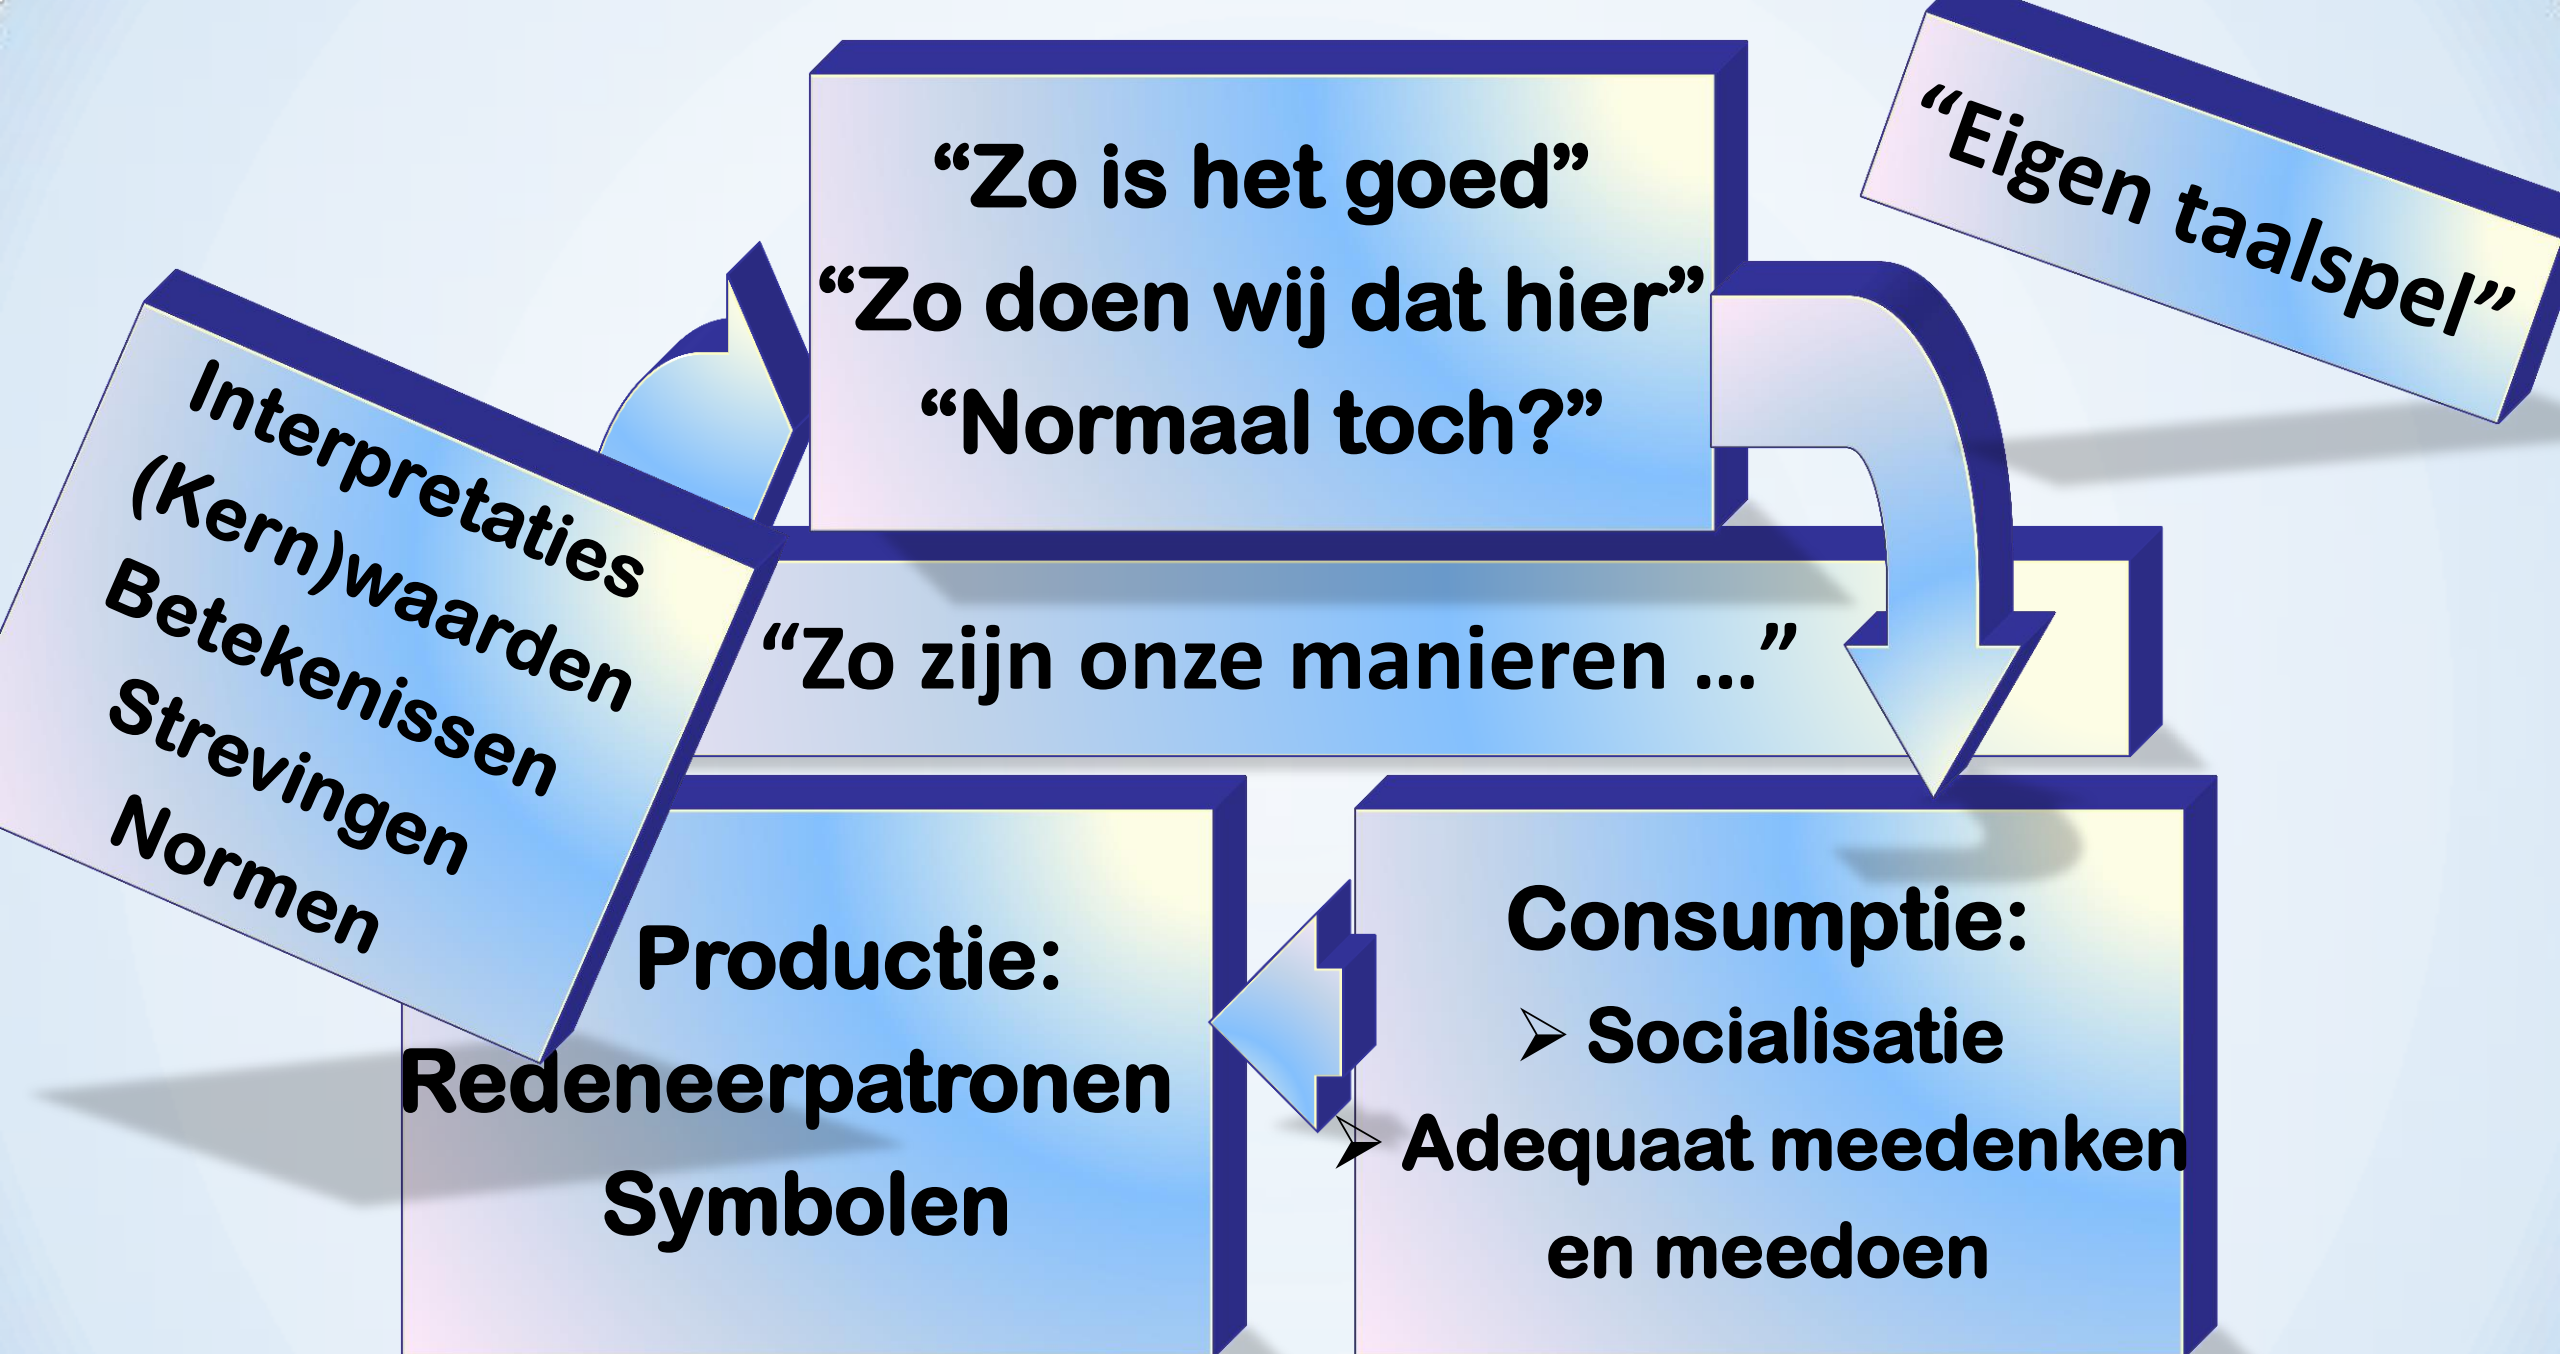 “Zo is het goed”
“Zo doen wij dat hier”
“Normaal toch?”
“Eigen taalspel”
Interpretaties
(Kern)waarden
Betekenissen
Strevingen
Normen
“Zo zijn onze manieren ...”
Productie:
Redeneerpatronen
Symbolen
Consumptie:
➢ Socialisatie
➢ Adequaat meedenken
en meedoen